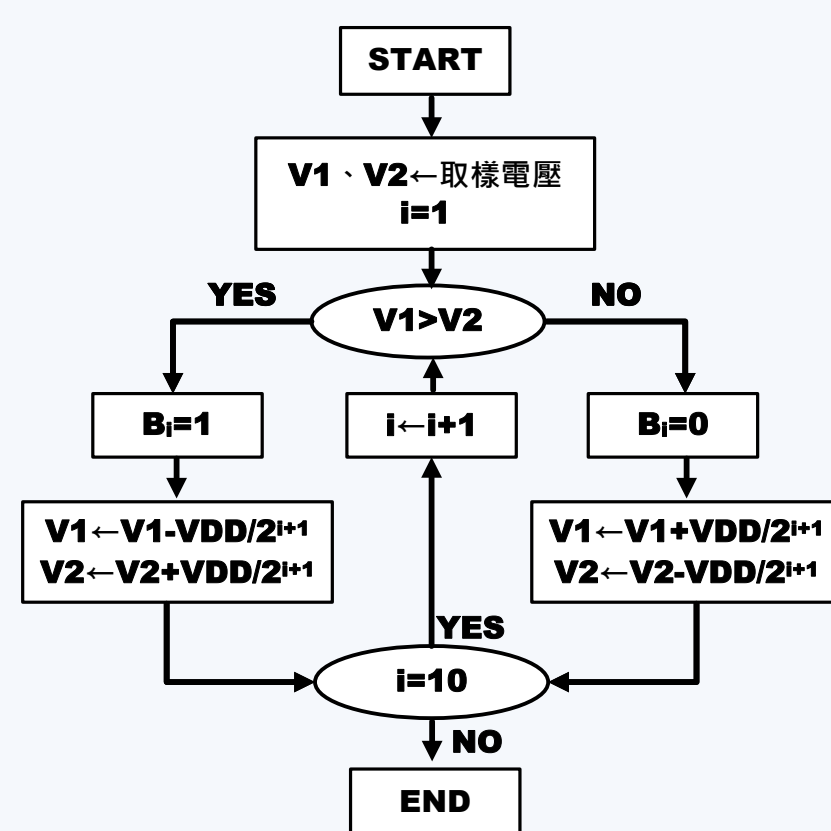 START
V1、V2←取樣電壓
i=1
YES
NO
V1>V2
Bi=1
i←i+1
Bi=0
V1←V1-VDD/2i+1
V2←V2+VDD/2i+1
V1←V1+VDD/2i+1
V2←V2-VDD/2i+1
YES
i=10
NO
END